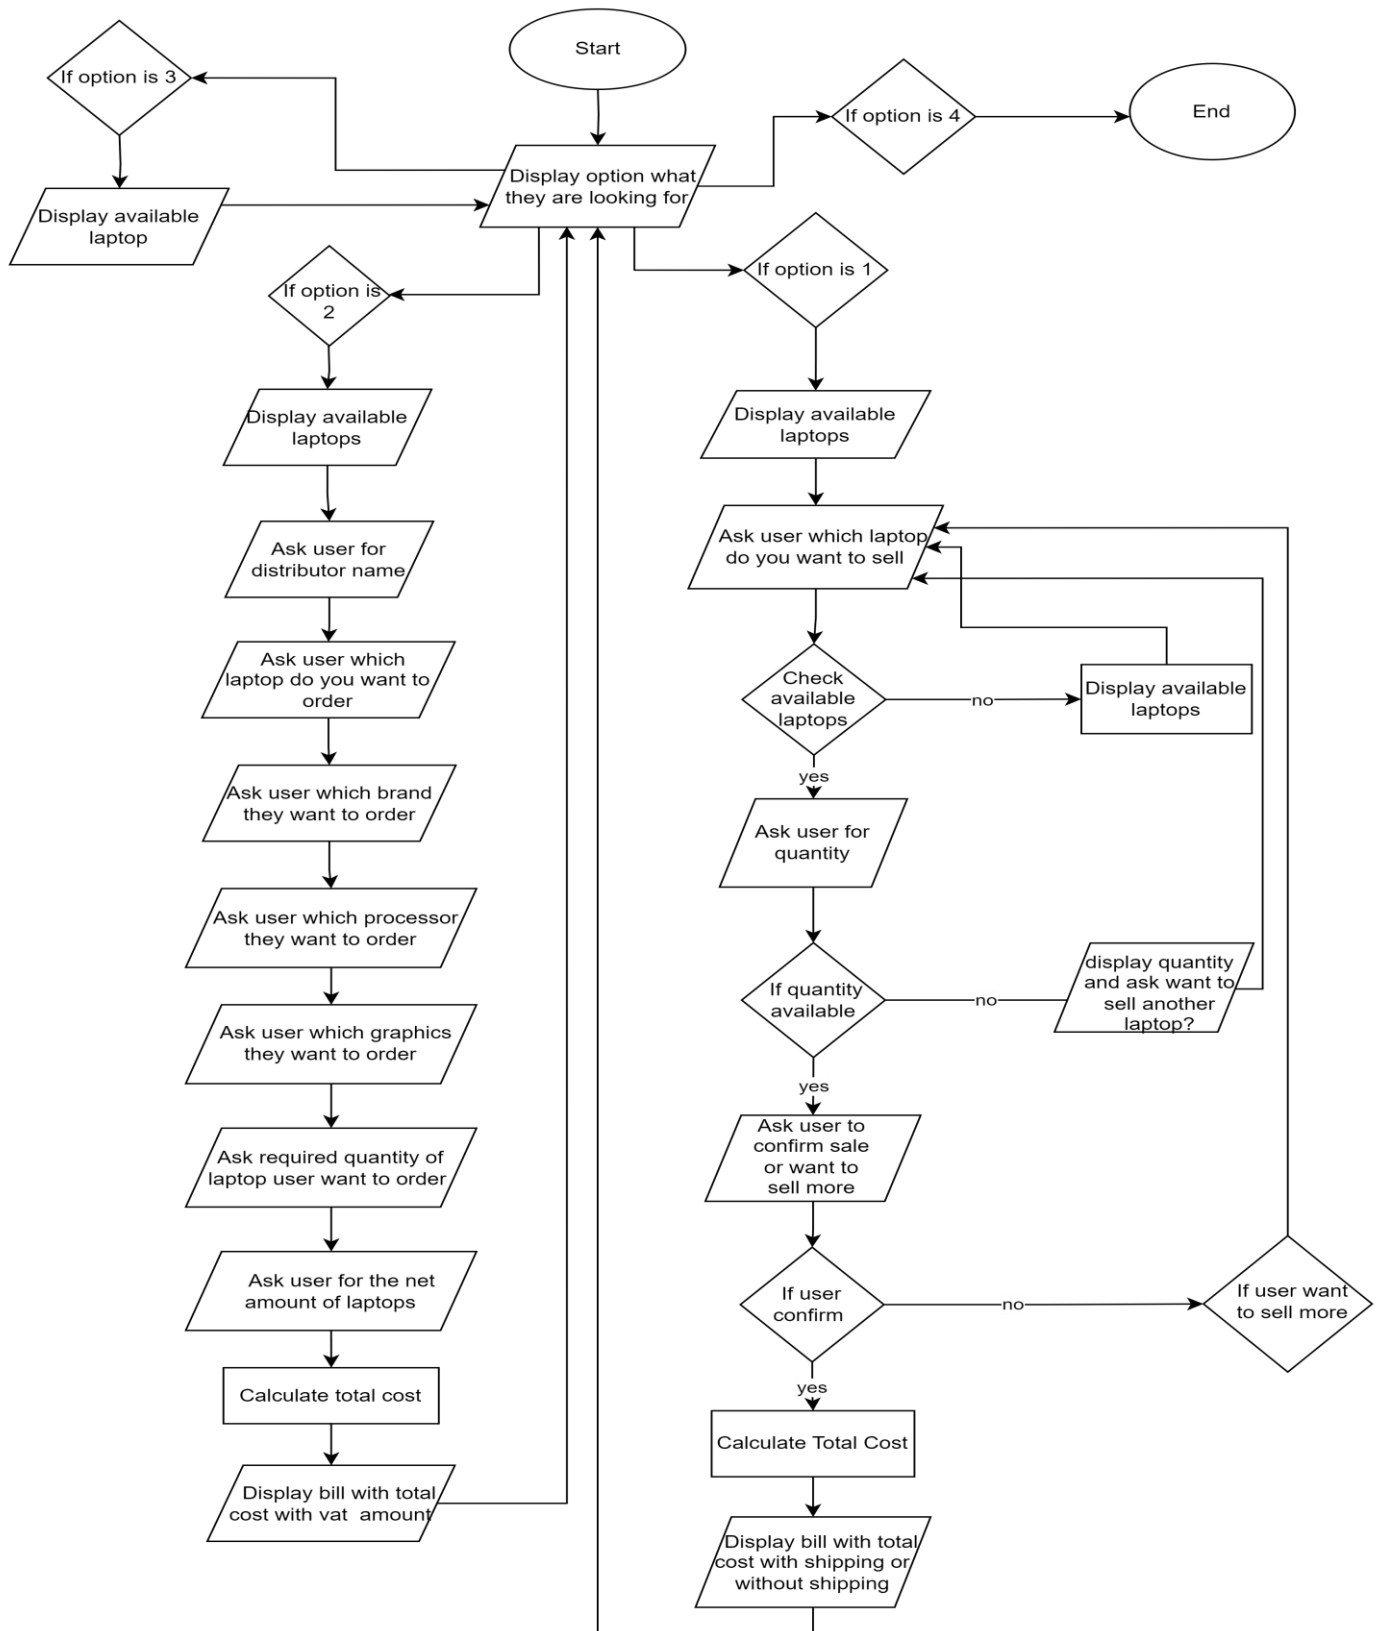 Start
If option is 3
If option is 4
End
Display option what
they are looking for
Display available
laptop
If option is 1
If option is
2
Display available
laptops
Ask user for
distributor name
Ask user which
laptop do you want to
order
Ask user which brand
they want to order
Ask user which processor
they want to order
Ask user which graphics
they want to order
Ask required quantity of
laptop user want to order
Ask user for the net
amount of laptops
Calculate total cost
Display bill with total
cost with vat amount
Display available
laptops
Ask user which laptop
do you want to sell
Check
available
laptops
no
Display available
laptops
yes
Ask user for
quantity
If quantity
available
no
display quantity
and ask want to
sell another
laptop?
yes
Ask user to
confirm sale
or want to
sell more
If user
confirm
no
If user want
to sell more
yes
Calculate Total Cost
Display bill with total
cost with shipping or
without shipping